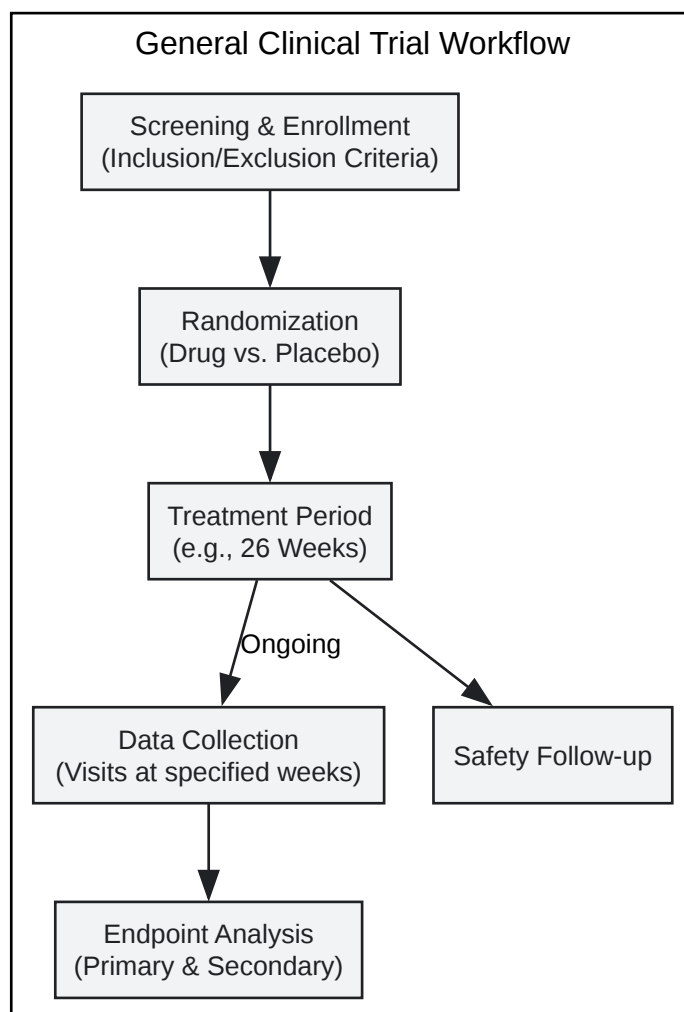 General Clinical Trial Workflow
Screening & Enrollment
(Inclusion/Exclusion Criteria)
Randomization
(Drug vs. Placebo)
Treatment Period
(e.g., 26 Weeks)
Ongoing
Data Collection
(Visits at specified weeks)
Safety Follow-up
Endpoint Analysis
(Primary & Secondary)